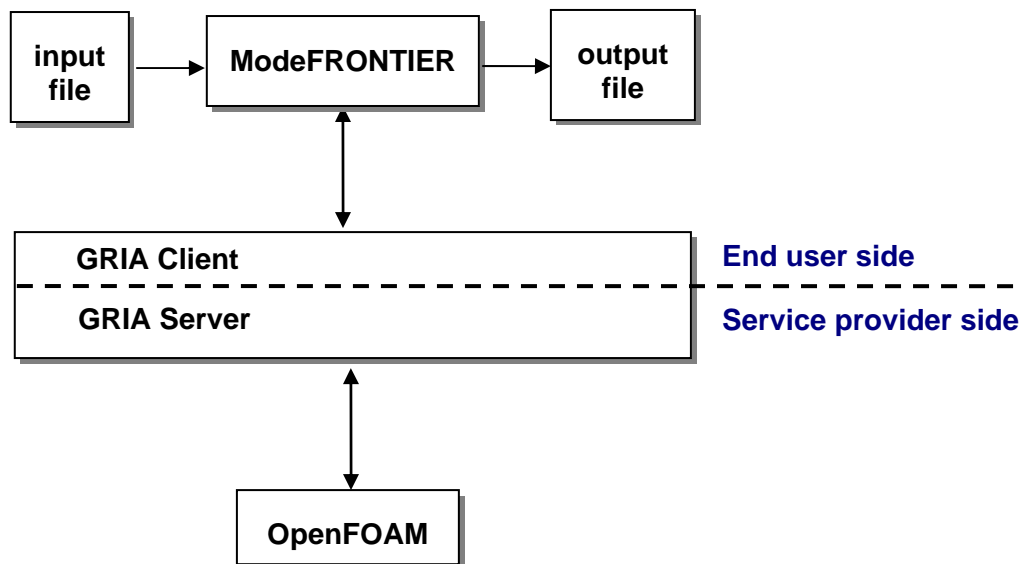 input
file
ModeFRONTIER
output
file
GRIA Client
End user side
GRIA Server
Service provider side
OpenFOAM